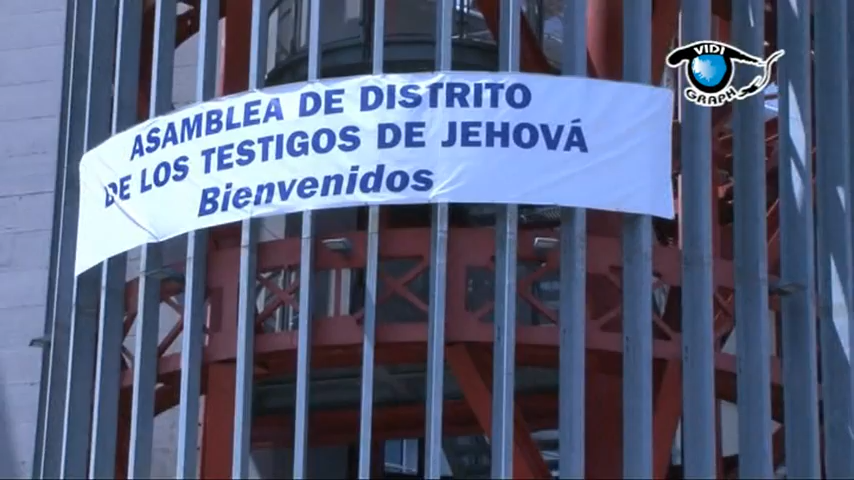 VIDI
GRAPH
ASAMBLEA DE DISTRITO
DE LOS TESTIGOS DE JEHOVÁ
Bienvenidos